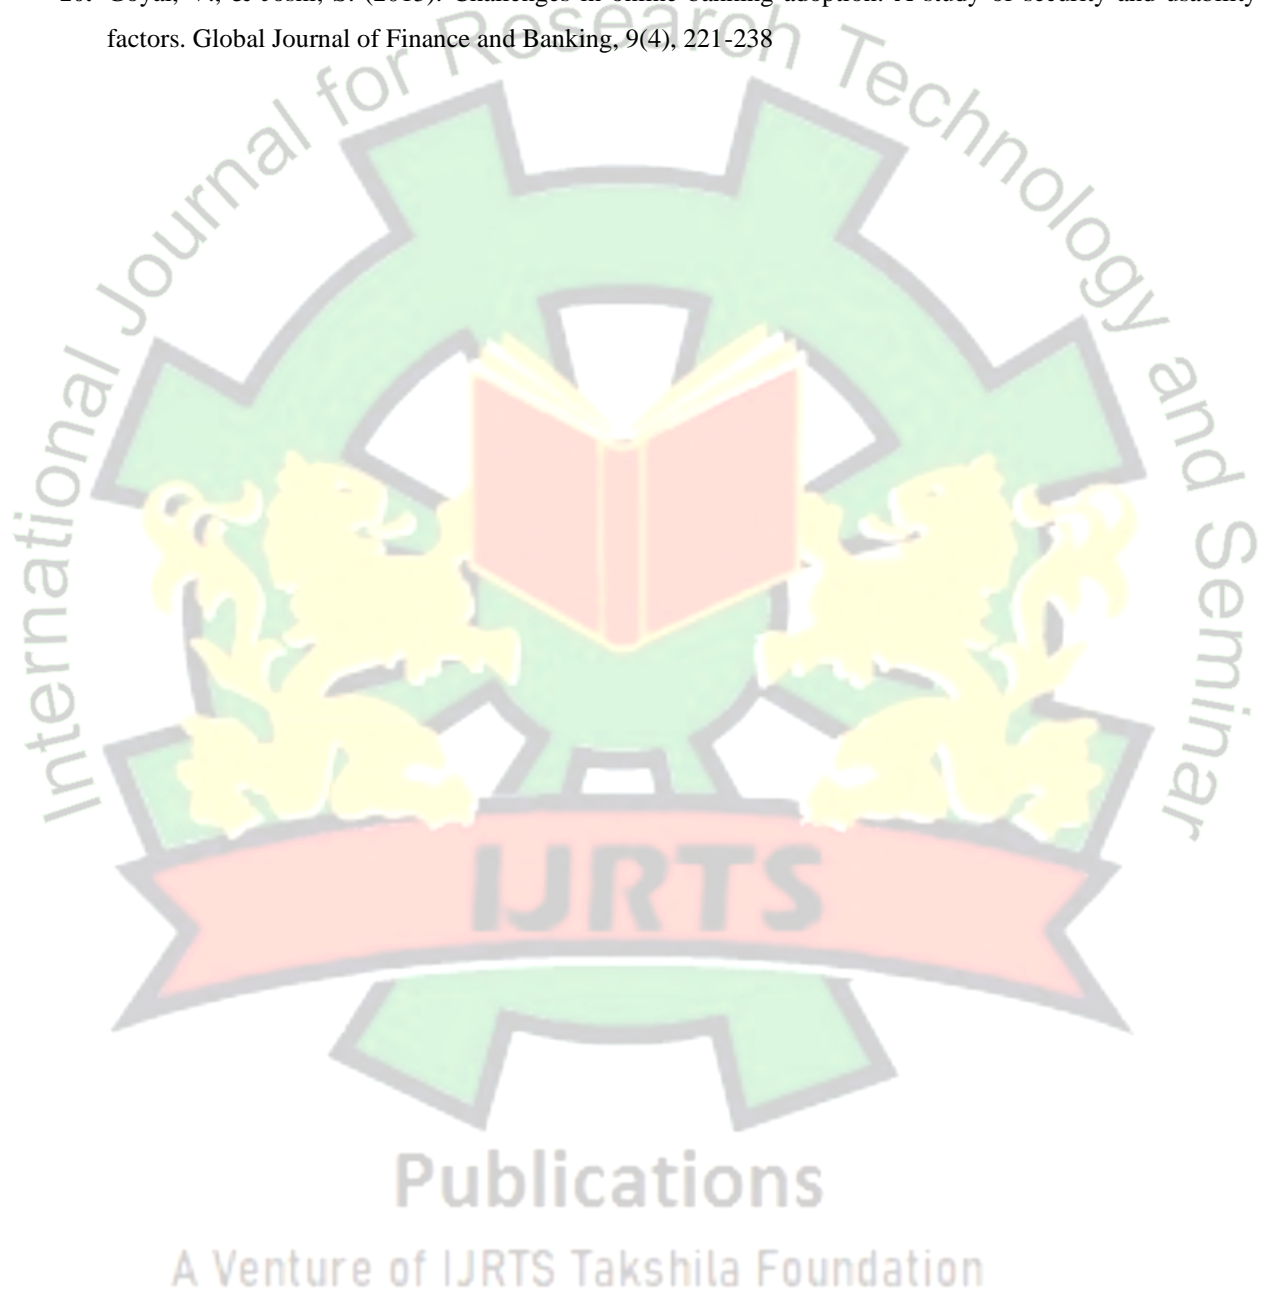 Goyal, & Joshi, S. Challenges in online banking adoption: A study of security and usability
factors. Global Journal of Finance and Banking, 9(4), 221-238
International Journal for Research Technology and Seminar
IJRTS
Publications
A Venture of IJRTS Takshila Foundation